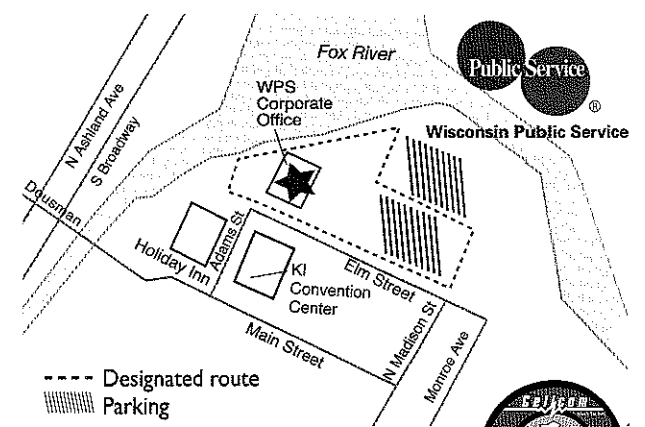 Fox River
Public Service
®
Wisconsin Public Service
WPS
Corporate
Office
N Ashland Ave
S Broadway
Dousman
Holiday Inn
Adams St
KI
Convention
Center
Elm Street
Main Street
N Madison St
Monroe Ave
Designated route
Parking
Cellcom